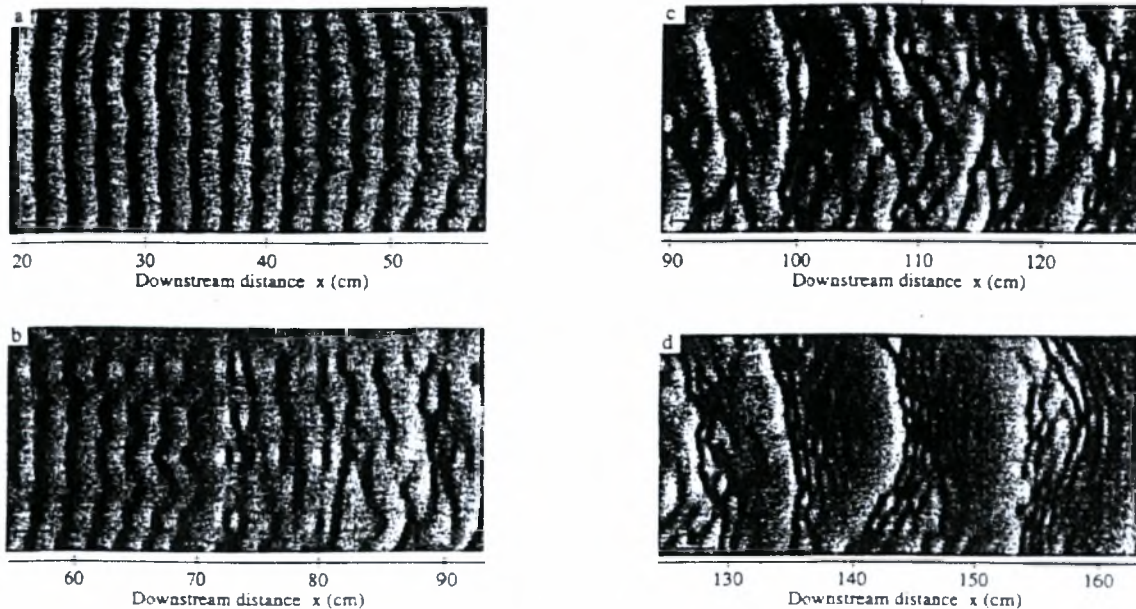 a
20 30 40 50
Downstream distance x (cm)
b
60 70 80 90
Downstream distance x (cm)
c
90 100 110 120
Downstream distance x (cm)
d
130 140 150 160
Downstream distance x (cm)